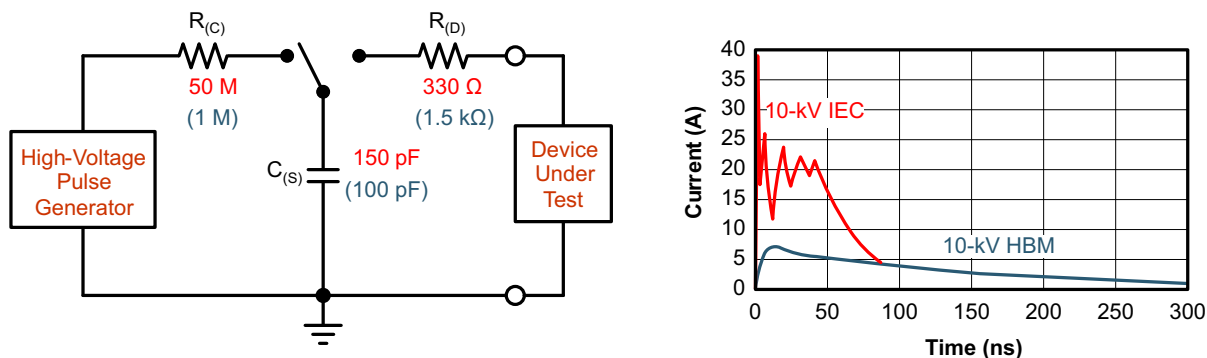 R(C)
50 M
(1 M)
R(D)
330 Ω
(1.5 kΩ)
High-Voltage
Pulse
Generator
C(S)
150 pF
(100 pF)
Device
Under
Test
Current (A)
40
35
30
25
20
15
10
5
0
10-kV IEC
10-kV HBM
0
50
100
150
200
250
300
Time (ns)